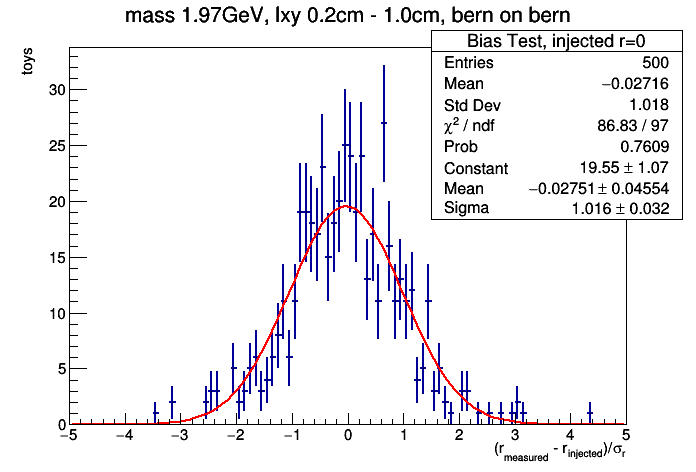 mass 1.97GeV, lxy 0.2cm - 1.0cm, bern on bern
Bias Test, injected r=0
Entries 500
Mean −0.02716
Std Dev 1.018
χ² / ndf 86.83 / 97
Prob 0.7609
Constant 19.55 ± 1.07
Mean −0.02751 ± 0.04554
Sigma 1.016 ± 0.032
toys
30
25
20
15
10
5
0
−5 −4 −3 −2 −1 0 1 2 3 4 5
(r_measured - r_injected)/σ_r